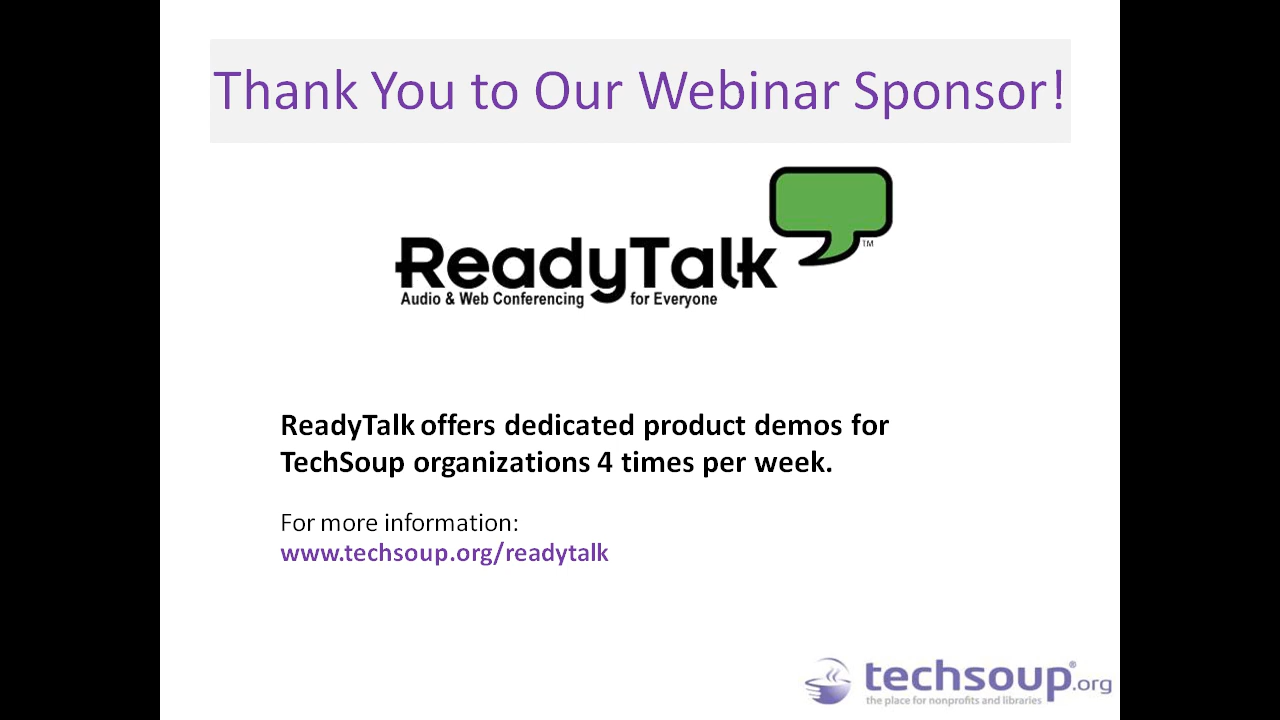 Thank You to Our Webinar Sponsor!
ReadyTalk
TM
Audio & Web Conferencing for Everyone
ReadyTalk offers dedicated product demos for
TechSoup organizations 4 times per week.
For more information:
www.techsoup.org/readytalk
techsoup®.org
the place for nonprofits and libraries